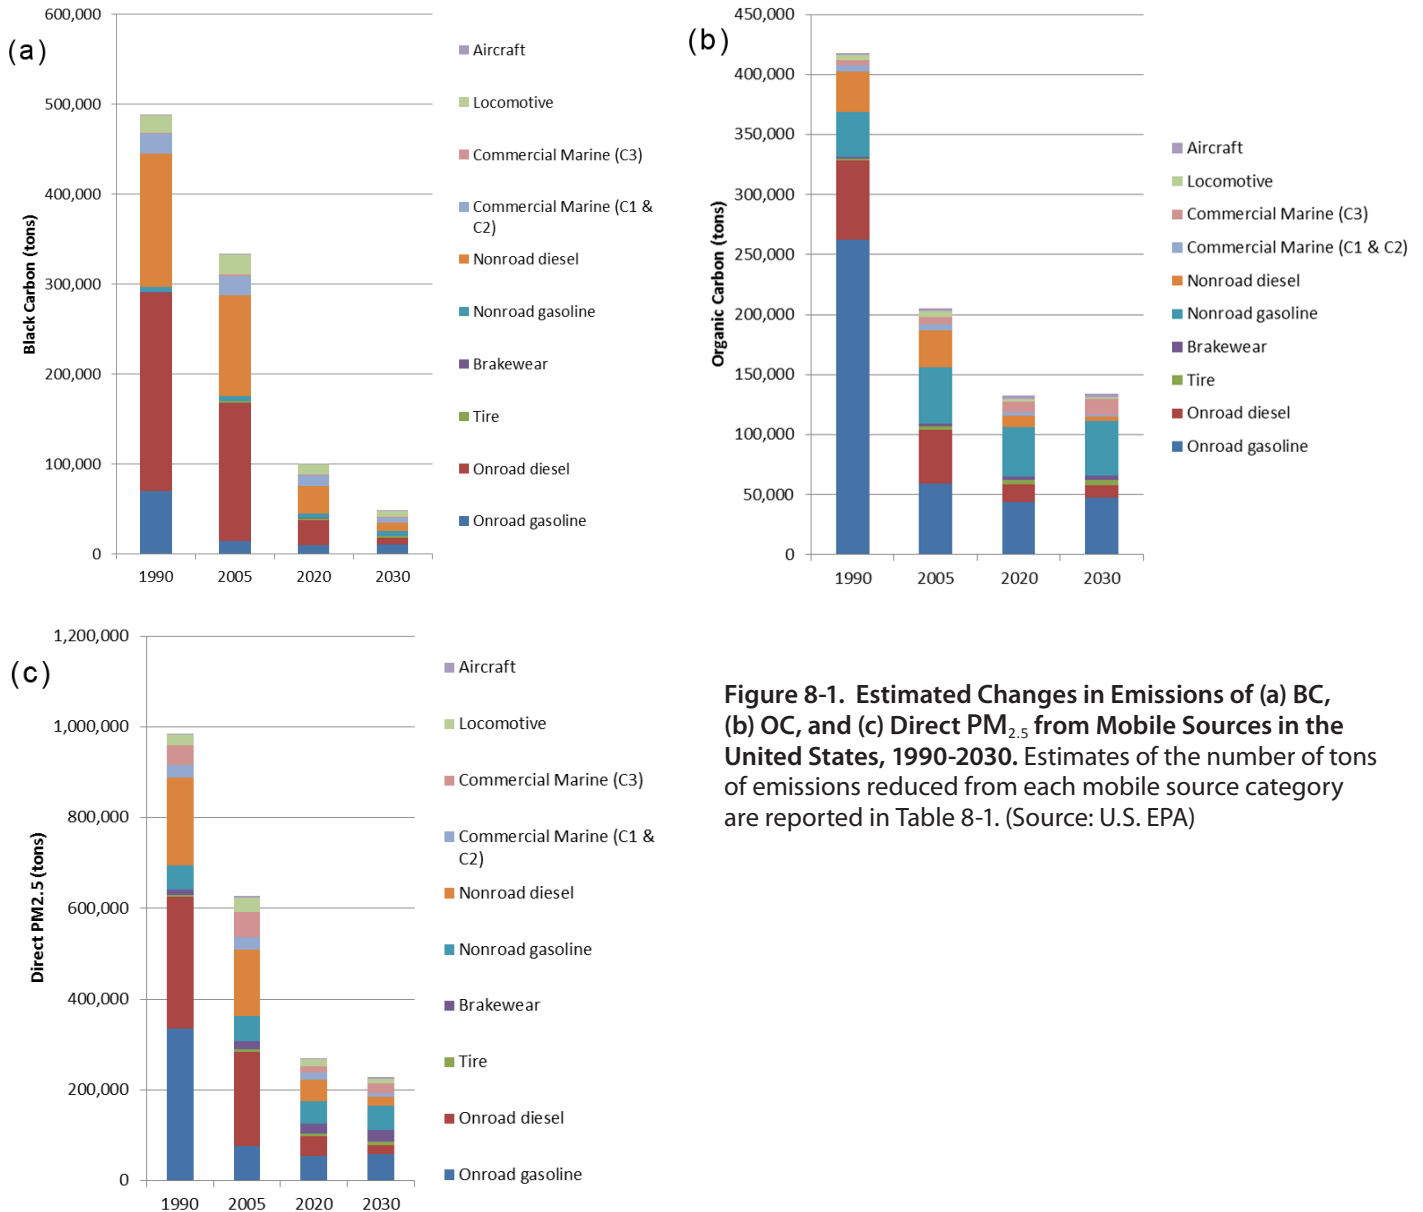 (a)
Black Carbon (tons)
600,000
500,000
400,000
300,000
200,000
100,000
0
1990 2005 2020 2030
Aircraft
Locomotive
Commercial Marine (C3)
Commercial Marine (C1 &
C2)
Nonroad diesel
Nonroad gasoline
Brakewear
Tire
Onroad diesel
Onroad gasoline
(b)
Organic Carbon (tons)
450,000
400,000
350,000
300,000
250,000
200,000
150,000
100,000
50,000
0
1990 2005 2020 2030
Aircraft
Locomotive
Commercial Marine (C3)
Commercial Marine (C1 & C2)
Nonroad diesel
Nonroad gasoline
Brakewear
Tire
Onroad diesel
Onroad gasoline
(c)
Direct PM2.5 (tons)
1,200,000
1,000,000
800,000
600,000
400,000
200,000
0
1990 2005 2020 2030
Aircraft
Locomotive
Commercial Marine (C3)
Commercial Marine (C1 &
C2)
Nonroad diesel
Nonroad gasoline
Brakewear
Tire
Onroad diesel
Onroad gasoline
Figure 8-1. Estimated Changes in Emissions of (a) BC,
(b) OC, and (c) Direct PM2.5 from Mobile Sources in the
United States, 1990-2030. Estimates of the number of tons
of emissions reduced from each mobile source category
are reported in Table 8-1. (Source: U.S. EPA)